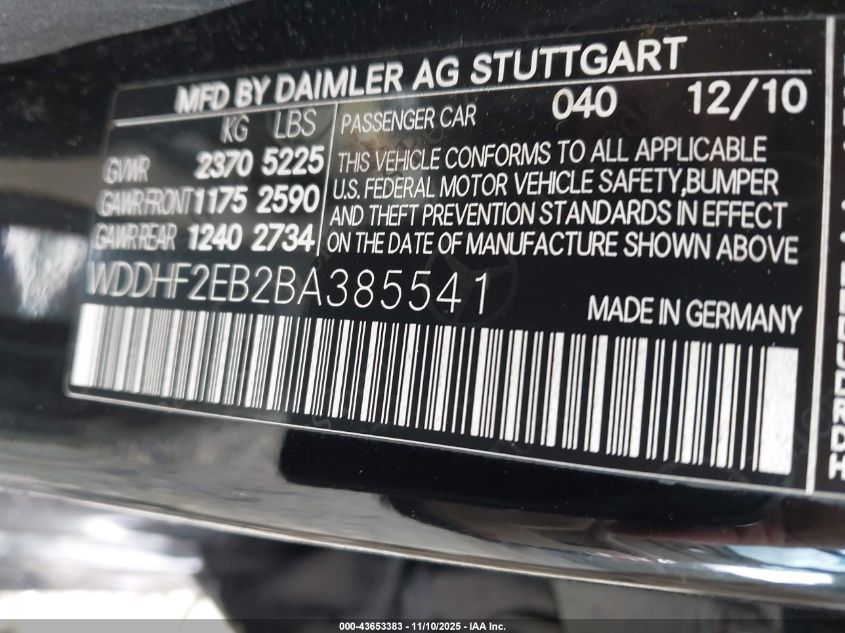 MFD BY DAIMLER AG STUTTGART
KG LBS
GVWR 2370 5225
GAWR FRONT 1175 2590
GAWR REAR 1240 2734
PASSENGER CAR 040 12/10
THIS VEHICLE CONFORMS TO ALL APPLICABLE
U.S. FEDERAL MOTOR VEHICLE SAFETY,BUMPER
AND THEFT PREVENTION STANDARDS IN EFFECT
ON THE DATE OF MANUFACTURE SHOWN ABOVE
WDDHF2EB2BA385541
MADE IN GERMANY
000-43653383 - 11/10/2025 - IAA Inc.